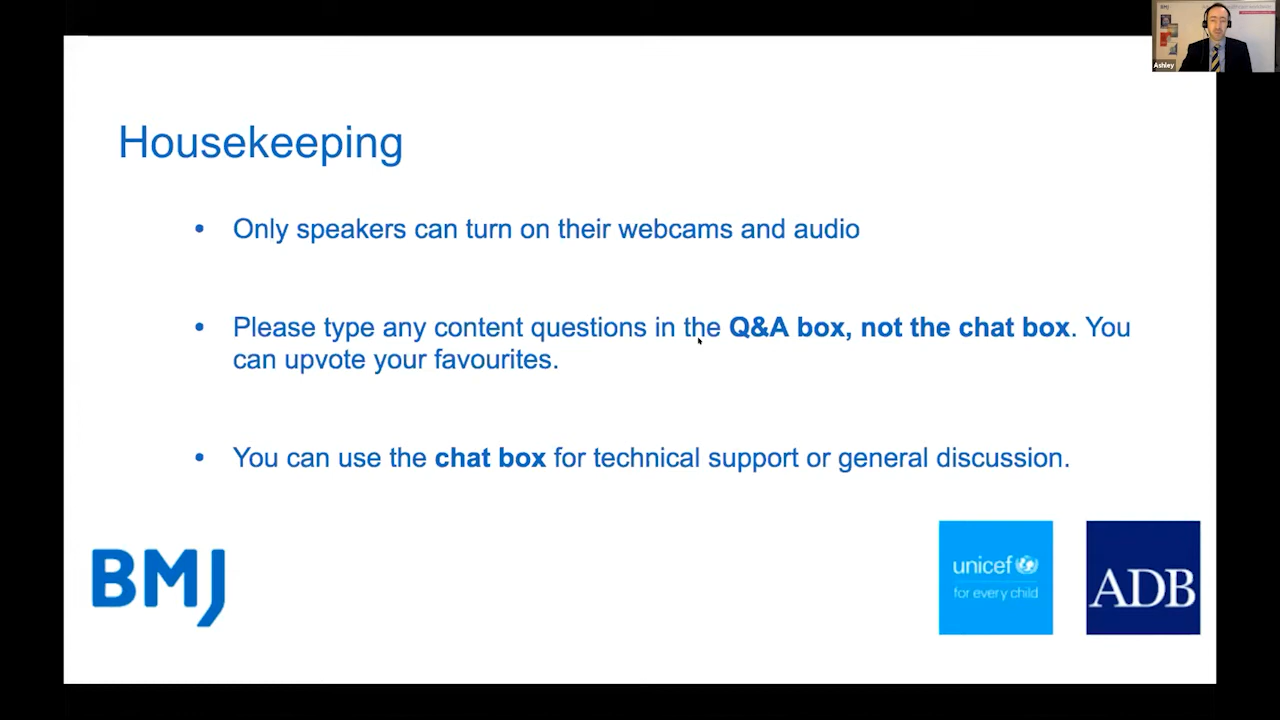 Ashley
Housekeeping
• Only speakers can turn on their webcams and audio
• Please type any content questions in the Q&A box, not the chat box. You
can upvote your favourites.
• You can use the chat box for technical support or general discussion.
BMJ
unicef
for every child
ADB